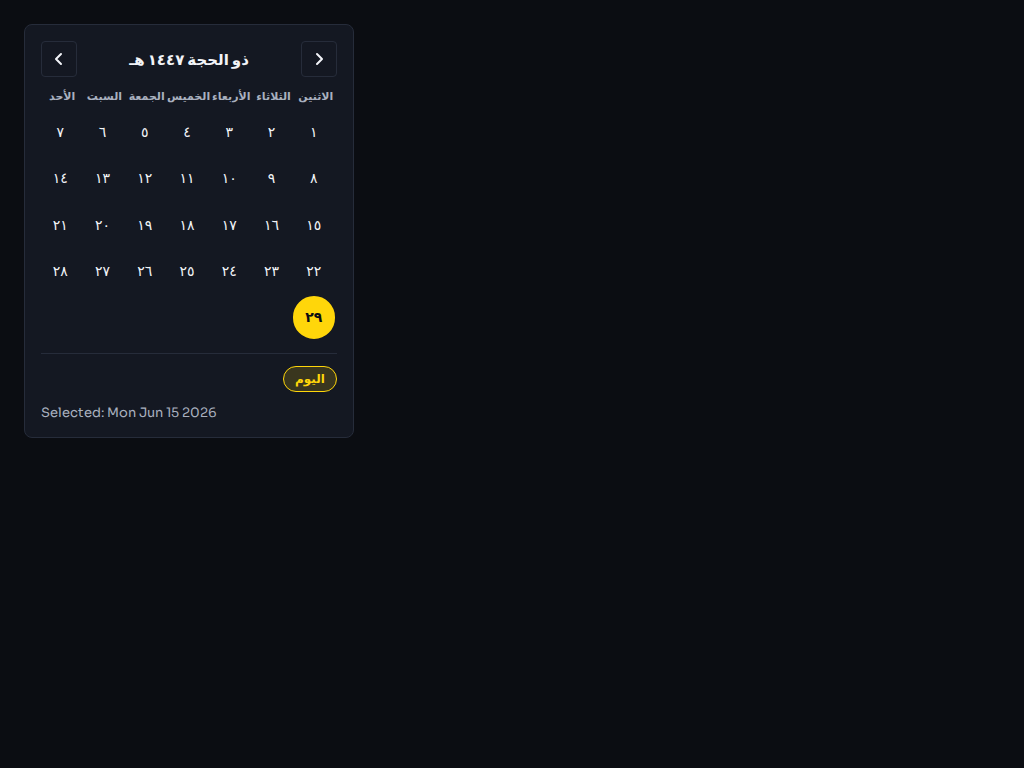 ذو الحجة ١٤٤٧ هـ
الاثنين الثلاثاء الأربعاء الخميس الجمعة السبت الأحد
١ ٢ ٣ ٤ ٥ ٦ ٧
٨ ٩ ١٠ ١١ ١٢ ١٣ ١٤
١٥ ١٦ ١٧ ١٨ ١٩ ٢٠ ٢١
٢٢ ٢٣ ٢٤ ٢٥ ٢٦ ٢٧ ٢٨
٢٩
اليوم
Selected: Mon Jun 15 2026